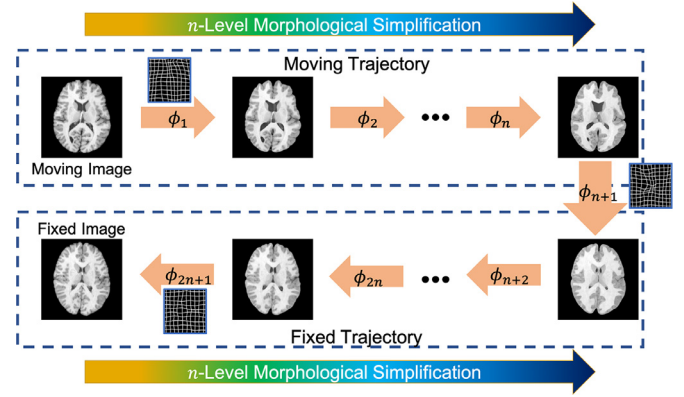 n-Level Morphological Simplification
Moving Trajectory
ϕ₁
ϕ₂
•••
ϕₙ
Moving Image
ϕₙ₊₁
Fixed Image
ϕ₂ₙ₊₁
ϕ₂ₙ
•••
ϕₙ₊₂
Fixed Trajectory
n-Level Morphological Simplification